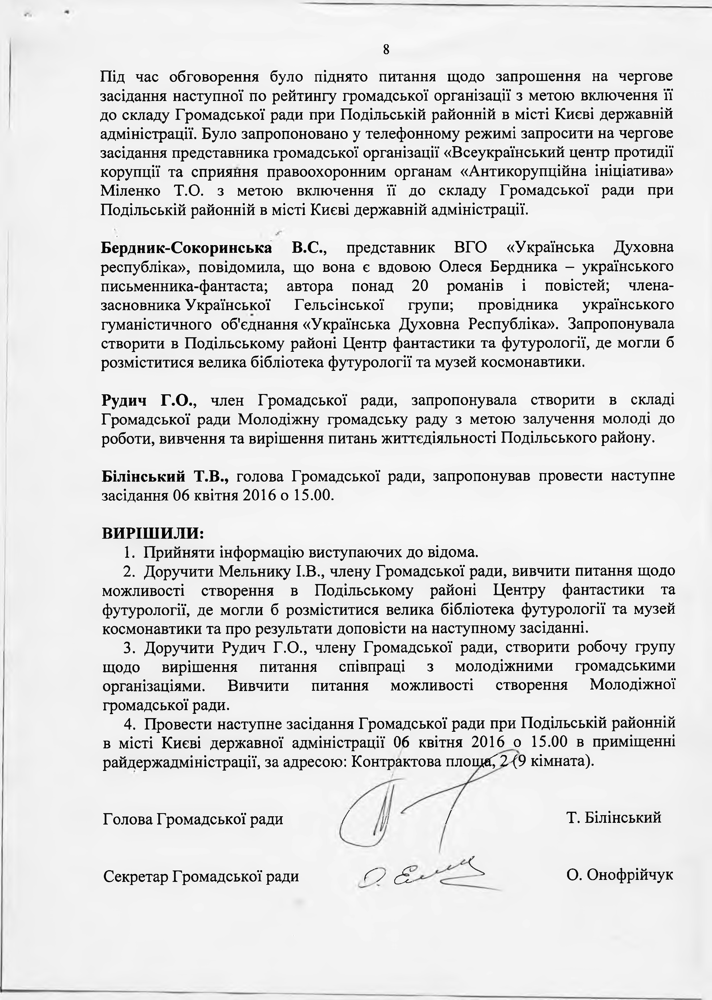 8
Під час обговорення було піднято питання щодо запрошення на чергове
засідання наступної по рейтингу громадської організації з метою включення її
до складу Громадської ради при Подільській районній в місті Києві державній
адміністрації. Було запропоновано у телефонному режимі запросити на чергове
засідання представника громадської організації «Всеукраїнський центр протидії
корупції та сприяння правоохоронним органам «Антикорупційна ініціатива»
Міленко Т.О. з метою включення її до складу Громадської ради при
Подільській районній в місті Києві державній адміністрації.
Бердник-Сокоринська В.С., представник ВГО «Українська Духовна
республіка», повідомила, що вона є вдовою Олеся Бердника – українського
письменника-фантаста; автора понад 20 романів і повістей; члена-
засновника Української Гельсінської групи; провідника українського
гуманістичного об'єднання «Українська Духовна Республіка». Запропонувала
створити в Подільському районі Центр фантастики та футурології, де могли б
розміститися велика бібліотека футурології та музей космонавтики.
Рудич Г.О., член Громадської ради, запропонувала створити в складі
Громадської ради Молодіжну громадську раду з метою залучення молоді до
роботи, вивчення та вирішення питань життєдіяльності Подільського району.
Білінський Т.В., голова Громадської ради, запропонував провести наступне
засідання 06 квітня 2016 о 15.00.
ВИРІШИЛИ:
1. Прийняти інформацію виступаючих до відома.
2. Доручити Мельнику І.В., члену Громадської ради, вивчити питання щодо
можливості створення в Подільському районі Центру фантастики та
футурології, де могли б розміститися велика бібліотека футурології та музей
космонавтики та про результати доповісти на наступному засіданні.
3. Доручити Рудич Г.О., члену Громадської ради, створити робочу групу
щодо вирішення питання співпраці з молодіжними громадськими
організаціями. Вивчити питання можливості створення Молодіжної
громадської ради.
4. Провести наступне засідання Громадської ради при Подільській районній
в місті Києві державної адміністрації 06 квітня 2016 о 15.00 в приміщенні
райдержадміністрації, за адресою: Контрактова площа, 2 (9 кімната).
Голова Громадської ради Т. Білінський
Секретар Громадської ради О. Онофрійчук